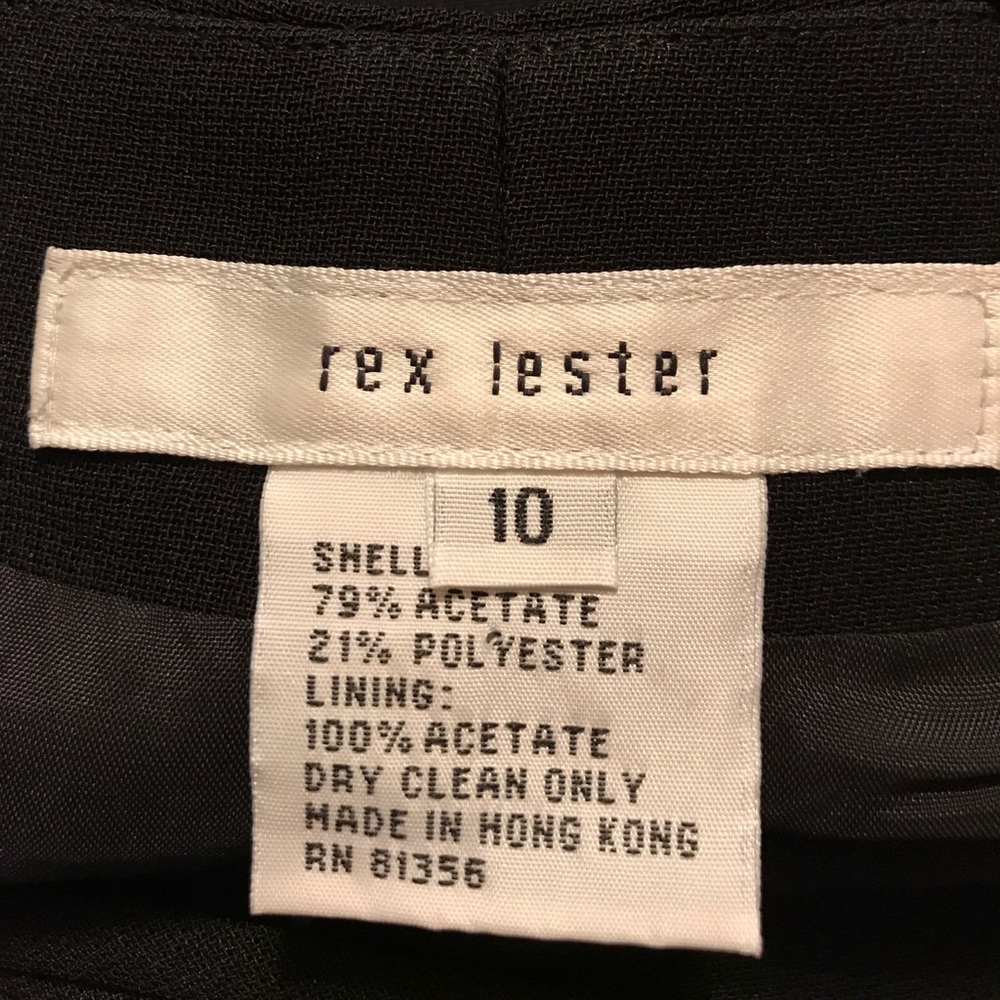 rex lester
10
SHELL
79% ACETATE
21% POLYESTER
LINING:
100% ACETATE
DRY CLEAN ONLY
MADE IN HONG KONG
RN 81356